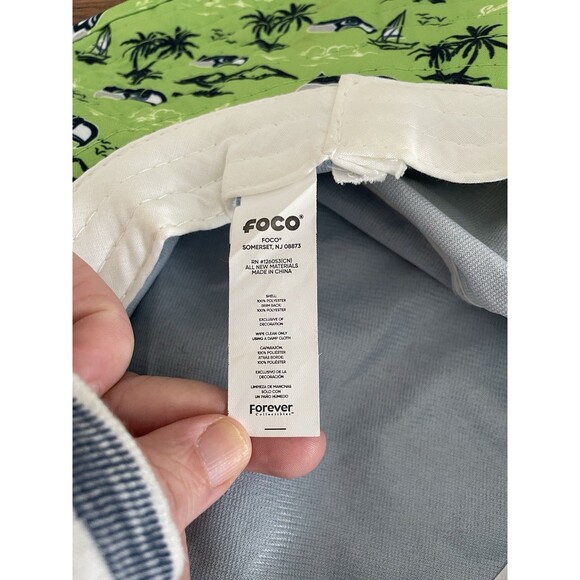 FOCO
FOCO®
SOMERSET, NJ 08873
RN #126053(CN)
ALL NEW MATERIALS
MADE IN CHINA
SHELL:
100% POLYESTER
BRIM BACK:
100% POLYESTER
EXCLUSIVE OF
DECORATION
WIPE CLEAN ONLY
USING A DAMP CLOTH
CAPARAZÓN:
100% POLIÉSTER
ATRÁS BORDE:
100% POLIÉSTER
EXCLUSIVO DE LA
DECORACIÓN
LIMPIEZA DE MANCHAS
SOLO CON
UN PAÑO HÚMEDO
Forever
Collectibles™